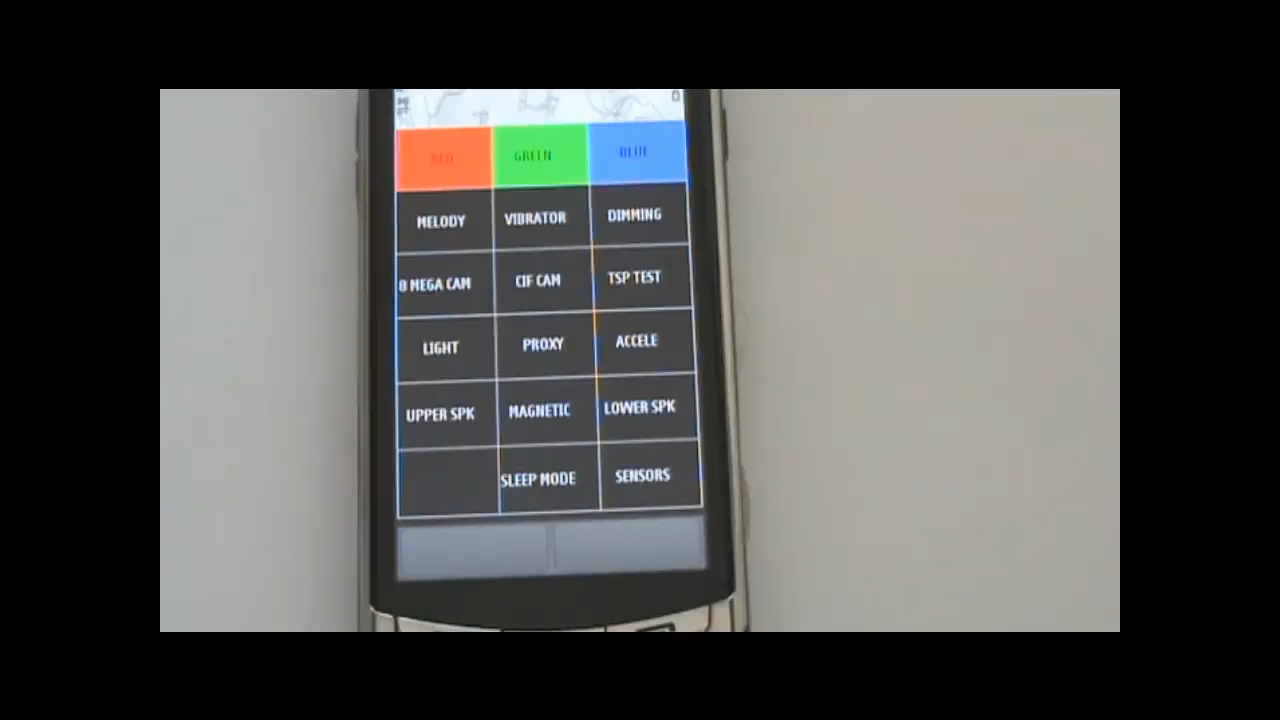 RED GREEN BLUE
MELODY VIBRATOR DIMMING
8 MEGA CAM CIF CAM TSP TEST
LIGHT PROXY ACCELE
UPPER SPK MAGNETIC LOWER SPK
SLEEP MODE SENSORS